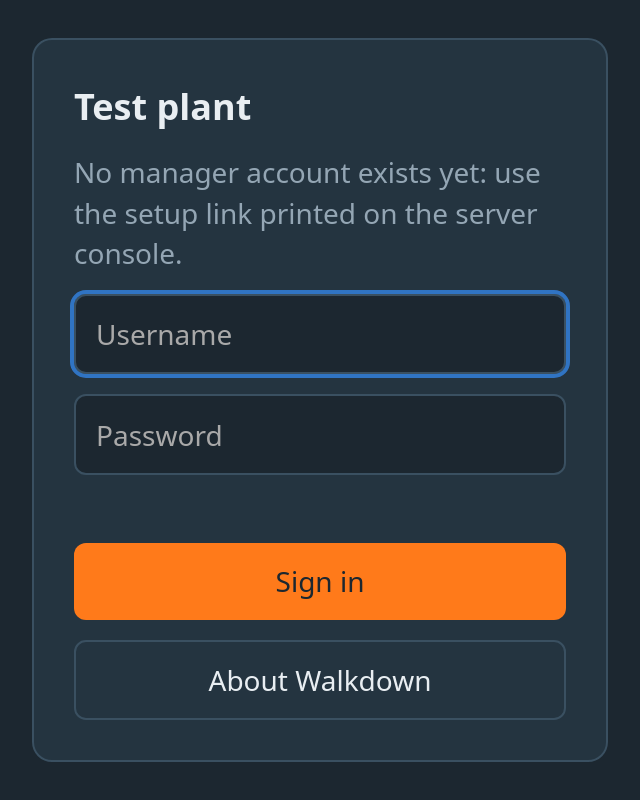 Test plant
No manager account exists yet: use
the setup link printed on the server
console.
Username
Password
Sign in
About Walkdown